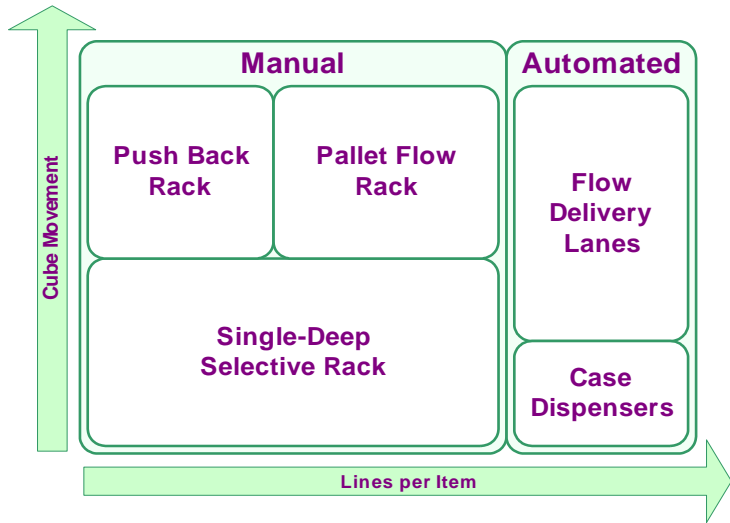 Manual
Automated
Push Back
Rack
Pallet Flow
Rack
Flow
Delivery
Lanes
Cube Movement
Single-Deep
Selective Rack
Case
Dispensers
Lines per Item